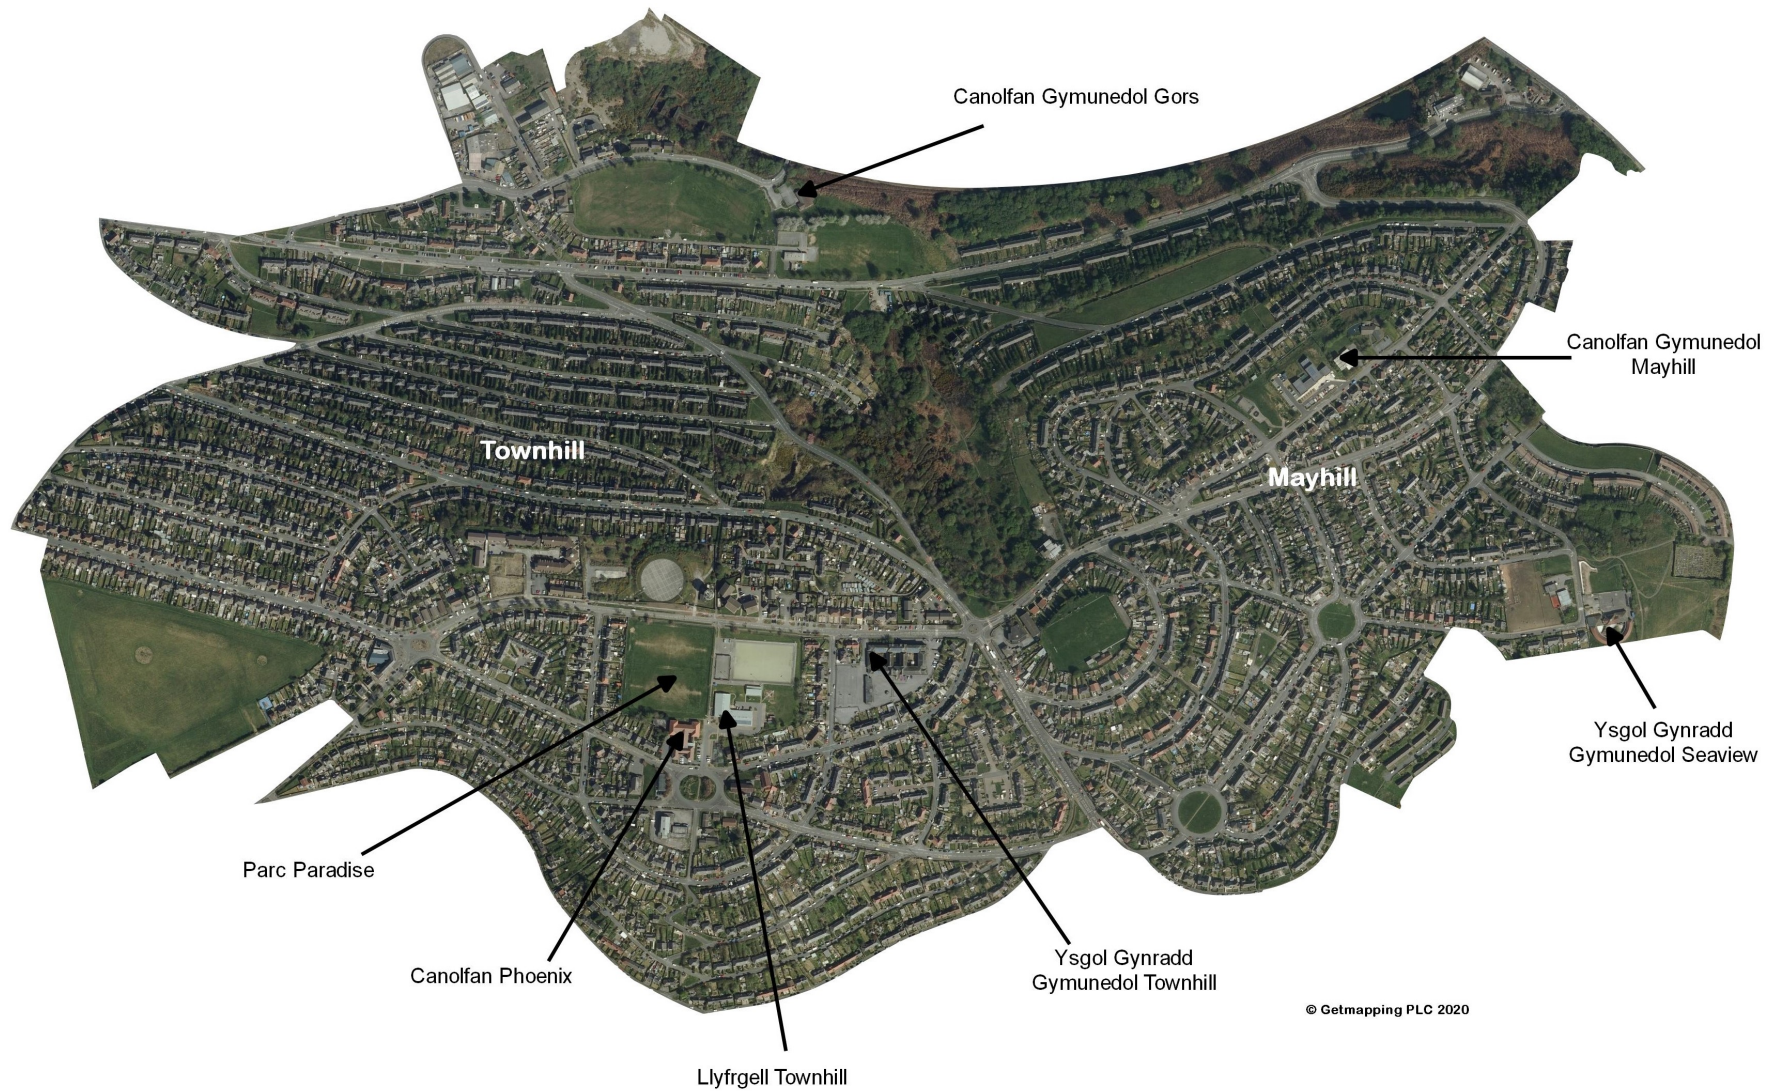 Canolfan Gymunedol Gors
Canolfan Gymunedol
Mayhill
Townhill
Mayhill
Ysgol Gynradd
Gymunedol Seaview
Parc Paradise
Canolfan Phoenix
Ysgol Gynradd
Gymunedol Townhill
© Getmapping PLC 2020
Llyfrgell Townhill